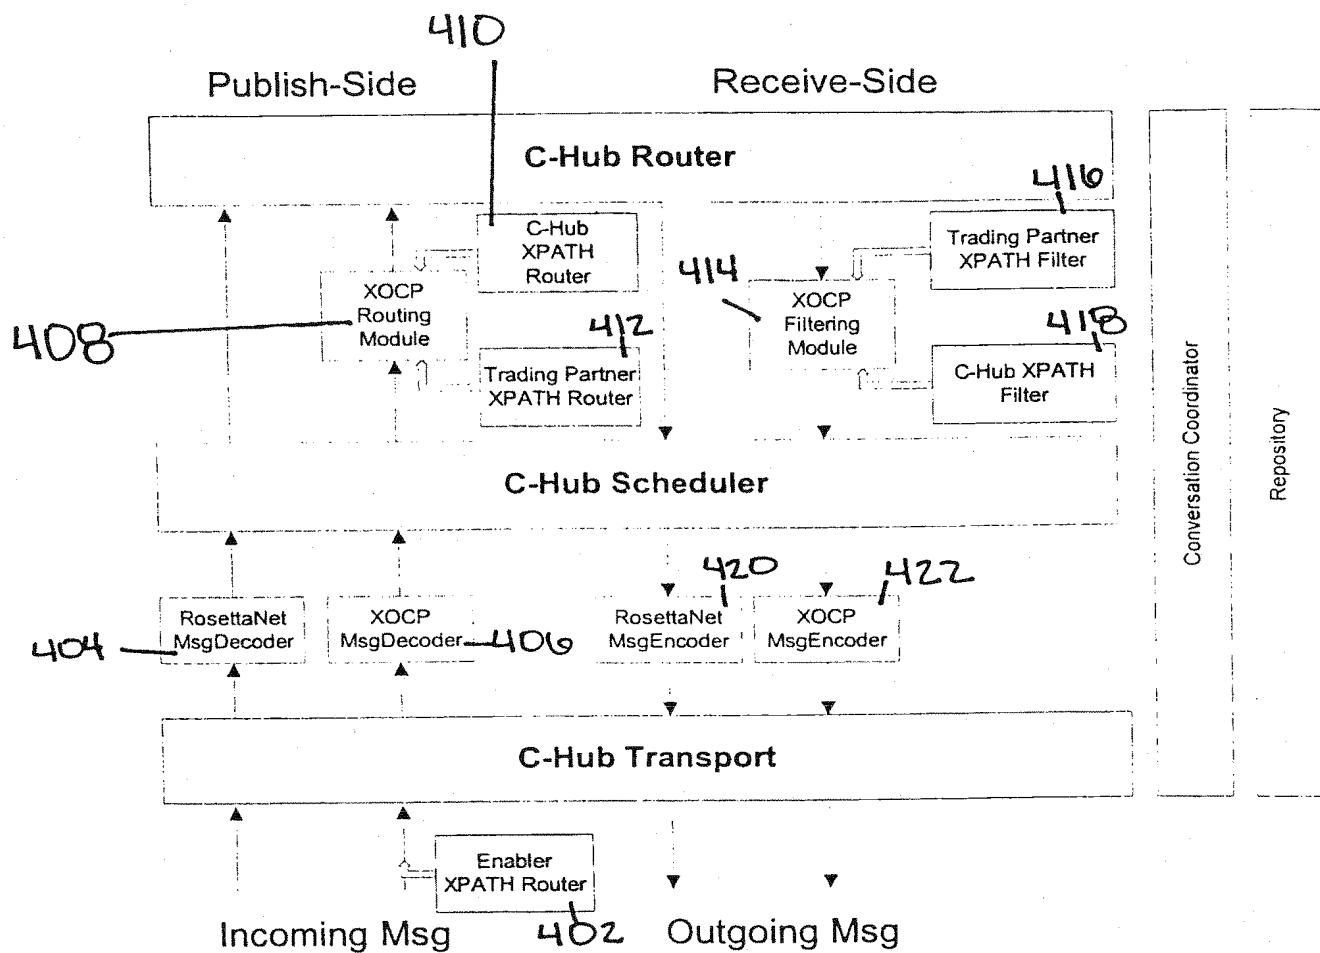 410
Publish-Side
Receive-Side
C-Hub Router
416
C-Hub
XPATH
Router
Trading Partner
XPATH Filter
414
XOCP
Routing
Module
XOCP
Filtering
Module
408
412
418
Trading Partner
XPATH Router
C-Hub XPATH
Filter
C-Hub Scheduler
Conversation Coordinator
Repository
420
422
RosettaNet
MsgDecoder
XOCP
MsgDecoder
RosettaNet
MsgEncoder
XOCP
MsgEncoder
404
406
C-Hub Transport
Enabler
XPATH Router
Incoming Msg
402
Outgoing Msg